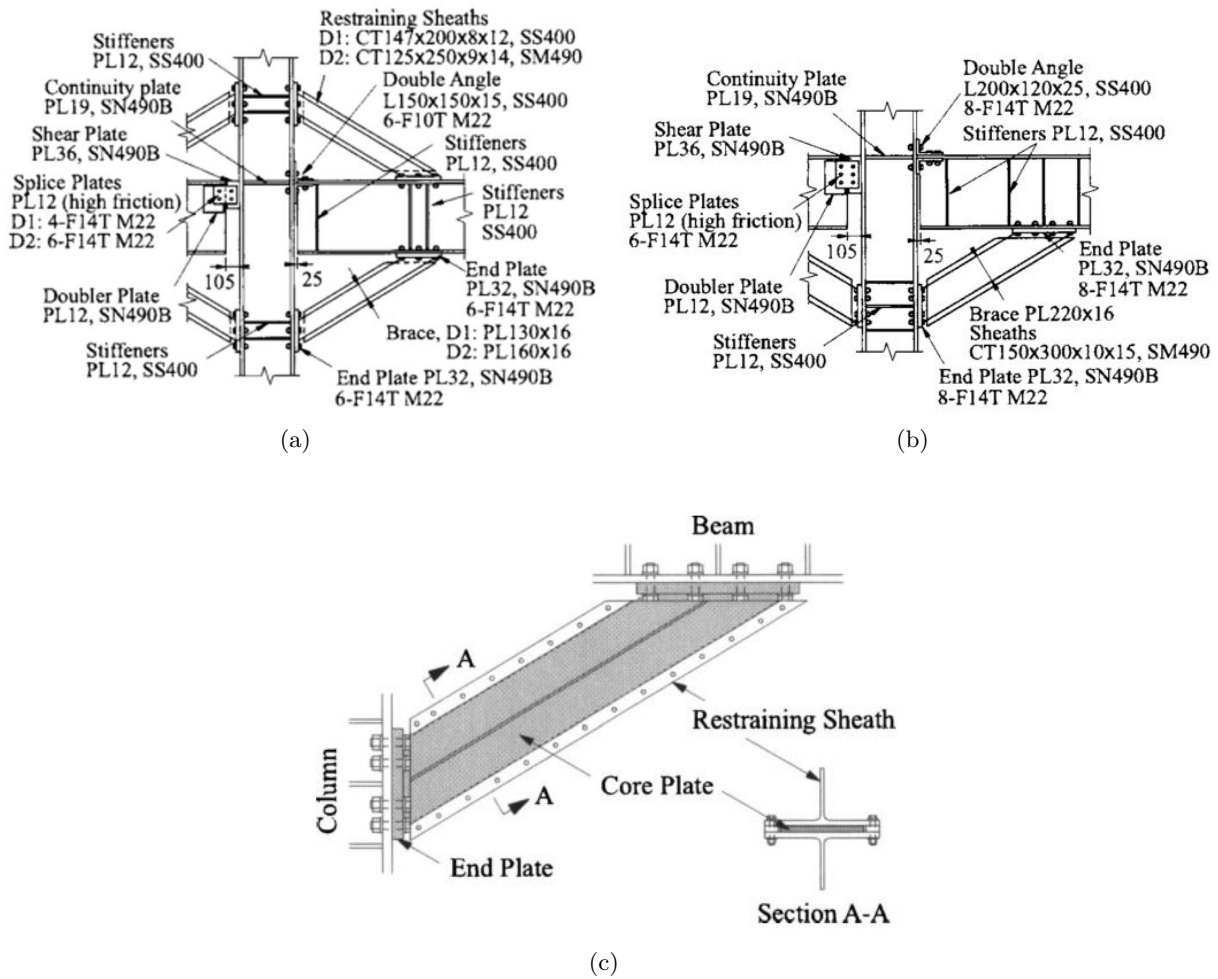 Stiffeners
PL12, SS400
Continuity plate
PL19, SN490B
Shear Plate
PL36, SN490B
Splice Plates
PL12 (high friction)
D1: 4-F14T M22
D2: 6-F14T M22
105
Doubler Plate
PL12, SN490B
Stiffeners
PL12, SS400
Restraining Sheaths
D1: CT147x200x8x12, SS400
D2: CT125x250x9x14, SM490
Double Angle
L150x150x15, SS400
6-F10T M22
Stiffeners
PL12, SS400
Stiffeners
PL12
SS400
25
End Plate
PL32, SN490B
6-F14T M22
Brace, D1: PL130x16
D2: PL160x16
End Plate PL32, SN490B
6-F14T M22
(a)
Continuity Plate
PL19, SN490B
Shear Plate
PL36, SN490B
Splice Plates
PL12 (high friction)
6-F14T M22
105
Doubler Plate
PL12, SN490B
Stiffeners
PL12, SS400
Double Angle
L200x120x25, SS400
8-F14T M22
Stiffeners PL12, SS400
25
End Plate
PL32, SN490B
8-F14T M22
Brace PL220x16
Sheaths
CT150x300x10x15, SM490
End Plate PL32, SN490B
8-F14T M22
(b)
Beam
A
Restraining Sheath
Column
Core Plate
A
End Plate
Section A-A
(c)